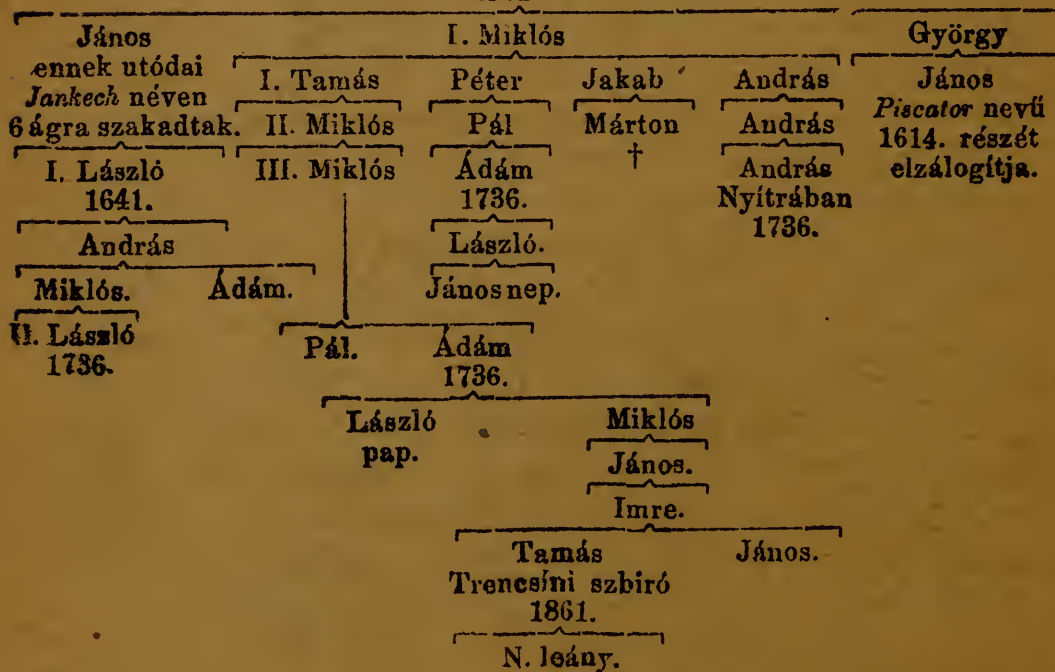 János I. Miklós György
ennek utódai I. Tamás Péter Jakab András János
Jankech néven Piscator nevű
6 ágra szakadtak. II. Miklós Pál Márton András 1614. részét
I. László III. Miklós Ádám † András elzálogítja.
1641. 1736. Nyítrában
András László. 1736.
Miklós. Ádám. János nep.
II. László Pál. Ádám
1736. 1736.
László Miklós
pap. János.
Imre.
Tamás János.
Trencsíni szbiró
1861.
N. leány.